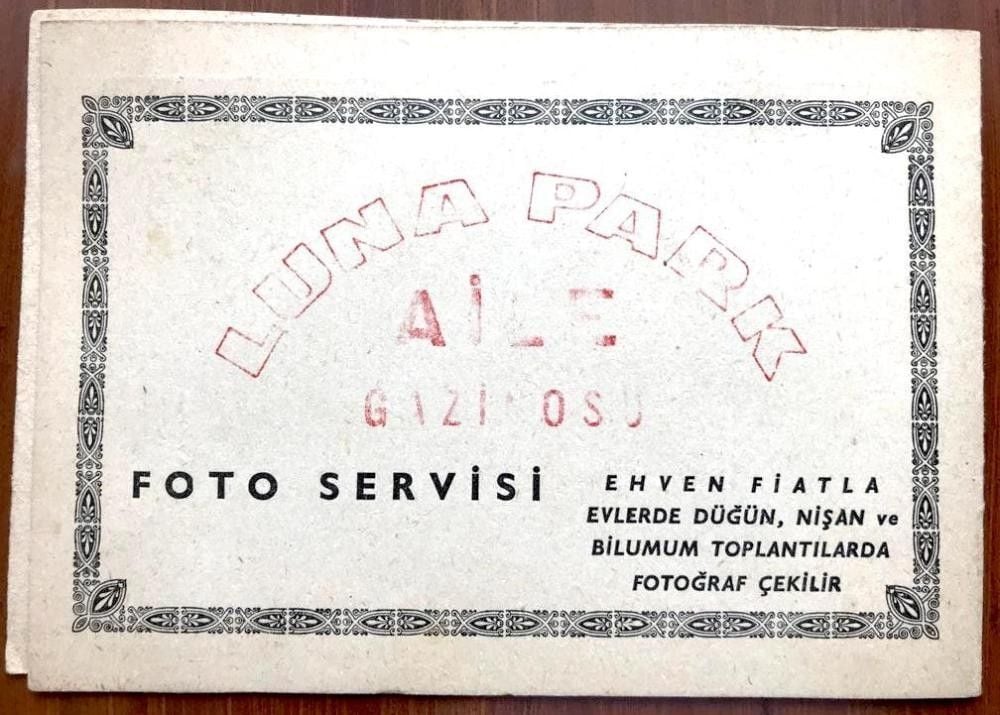 LUNA PARK
AİLE
GAZİNOSU
FOTO SERVİSİ
EHVEN FİATLA
EVLERDE DÜĞÜN, NİŞAN ve
BİLUMUM TOPLANTILARDA
FOTOĞRAF ÇEKİLİR